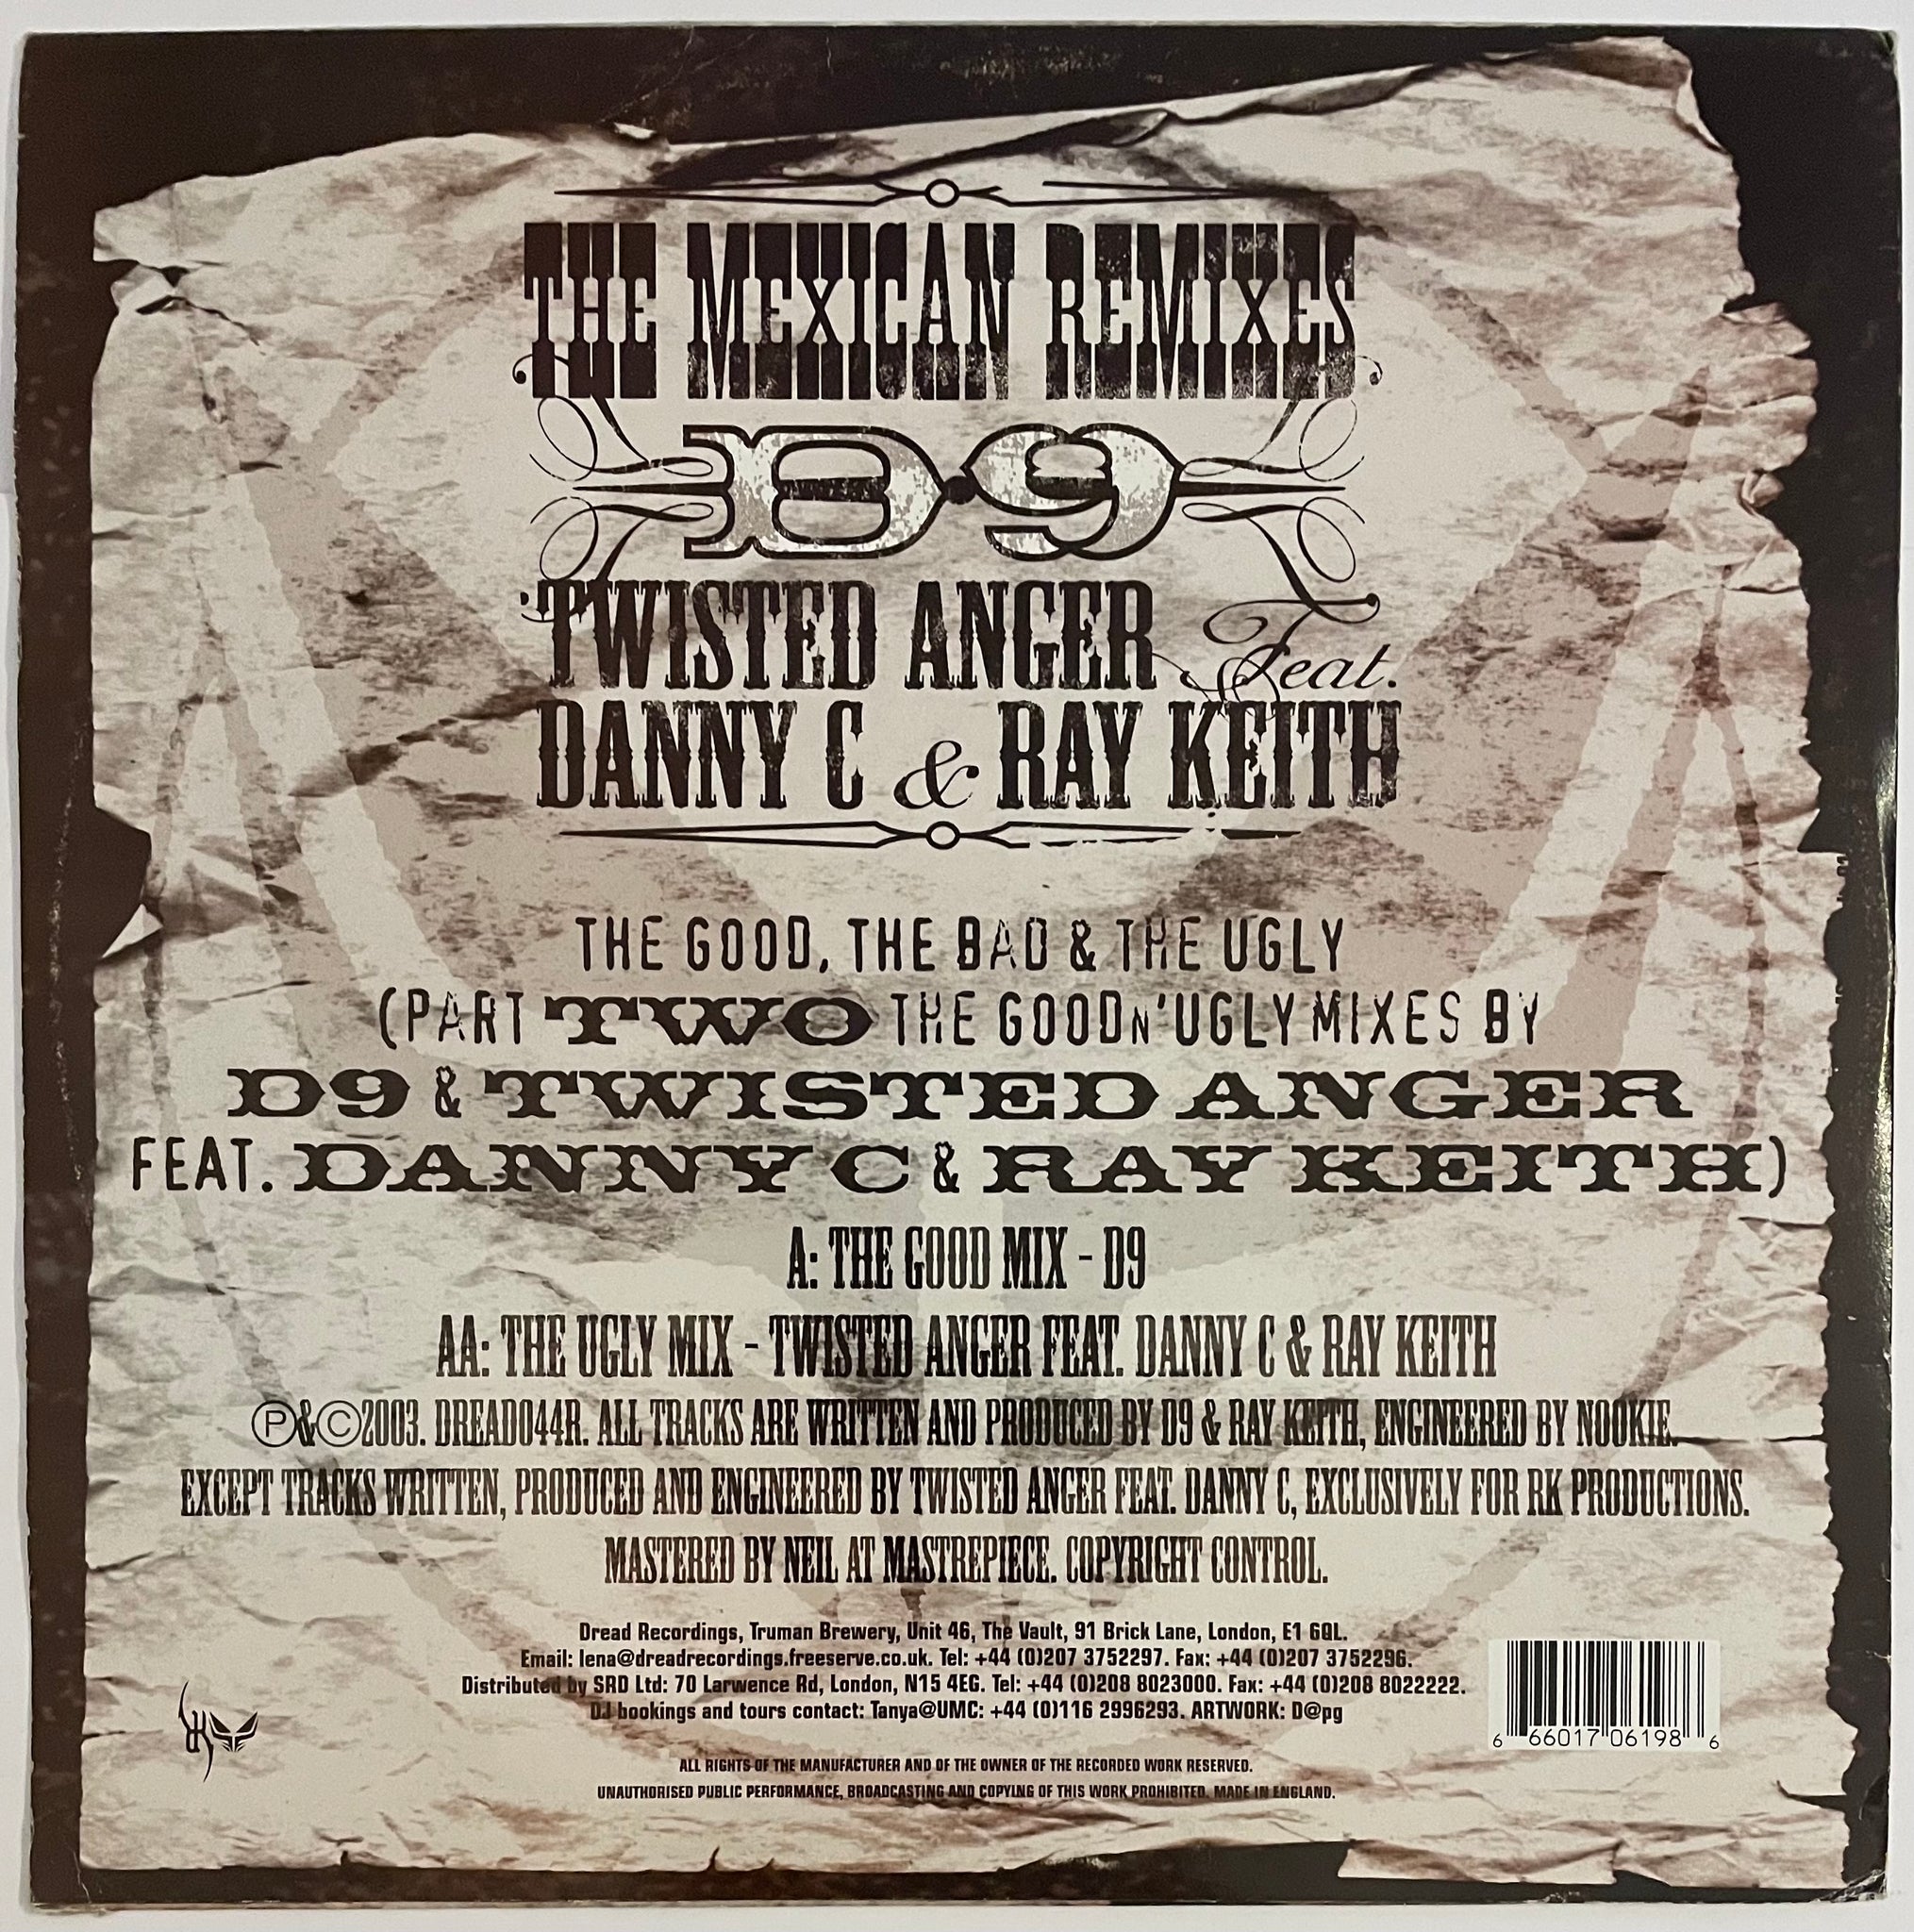 THE MEXICAN REMIXES
D·9
TWISTED ANGER Feat.
DANNY C & RAY KEITH
THE GOOD, THE BAD & THE UGLY
(PART TWO THE GOODN'UGLY MIXES BY
D9 & TWISTED ANGER
FEAT. DANNY C & RAY KEITH)
A: THE GOOD MIX - D9
AA: THE UGLY MIX - TWISTED ANGER FEAT. DANNY C & RAY KEITH
Ⓟ&©2003. DREAD044R. ALL TRACKS ARE WRITTEN AND PRODUCED BY D9 & RAY KEITH, ENGINEERED BY NOOKIE.
EXCEPT TRACKS WRITTEN, PRODUCED AND ENGINEERED BY TWISTED ANGER FEAT. DANNY C, EXCLUSIVELY FOR RK PRODUCTIONS.
MASTERED BY NEIL AT MASTREPIECE. COPYRIGHT CONTROL.
Dread Recordings, Truman Brewery, Unit 46, The Vault, 91 Brick Lane, London, E1 6QL.
Email: lena@dreadrecordings.freeserve.co.uk. Tel: +44 (0)207 3752297. Fax: +44 (0)207 3752296.
Distributed by SRD Ltd: 70 Larwence Rd, London, N15 4EG. Tel: +44 (0)208 8023000. Fax: +44 (0)208 8022222.
DJ bookings and tours contact: Tanya@UMC: +44 (0)116 2996293. ARTWORK: D@pg
6 66017 06198 6
RK
ALL RIGHTS OF THE MANUFACTURER AND OF THE OWNER OF THE RECORDED WORK RESERVED.
UNAUTHORISED PUBLIC PERFORMANCE, BROADCASTING AND COPYING OF THIS WORK PROHIBITED. MADE IN ENGLAND.